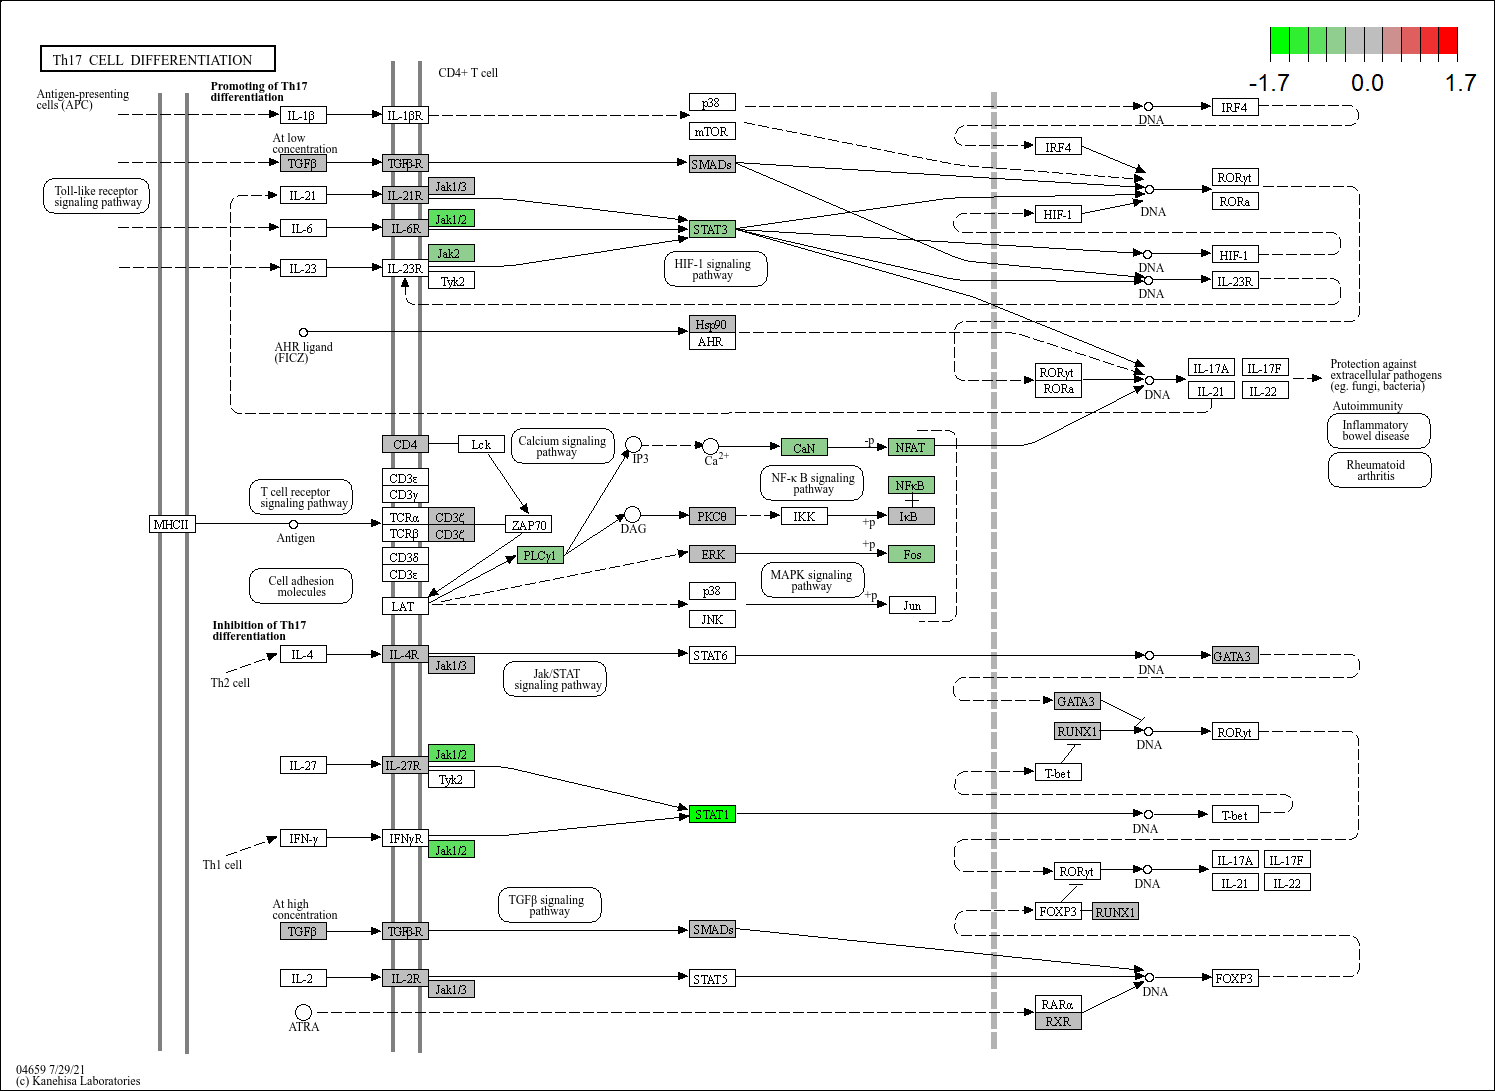 Th17 CELL DIFFERENTIATION
-1.7 0.0 1.7
CD4+ T cell
Antigen-presenting
cells (APC)
Promoting of Th17
differentiation
IL-1β
IL-1βR
p38
mTOR
DNA
IRF4
At low
concentration
TGFβ
TGFβ-R
SMADs
IRF4
Toll-like receptor
signaling pathway
IL-21
IL-21R
Jak1/3
IL-6
IL-6R
Jak1/2
STAT3
IL-23
IL-23R
Jak2
Tyk2
HIF-1 signaling
pathway
HIF-1
DNA
RORγt
RORa
DNA
HIF-1
DNA
IL-23R
AHR ligand
(FICZ)
Hsp90
AHR
RORγt
RORa
DNA
IL-17A
IL-17F
IL-21
IL-22
Protection against
extracellular pathogens
(eg. fungi, bacteria)
Autoimmunity
Inflammatory
bowel disease
Rheumatoid
arthritis
CD4
Lck
Calcium signaling
pathway
IP3
Ca2+
CaN
-p
NFAT
CD3ε
CD3γ
NF-κ B signaling
pathway
NFκB
T cell receptor
signaling pathway
MHCII
Antigen
TCRα
CD3ζ
TCRβ
CD3ζ
ZAP70
DAG
PKCθ
IKK
+p
IκB
CD3δ
CD3ε
PLCγ1
ERK
+p
Fos
Cell adhesion
molecules
LAT
p38
JNK
MAPK signaling
pathway
+p
Jun
Inhibition of Th17
differentiation
IL-4
IL-4R
Jak1/3
Th2 cell
Jak/STAT
signaling pathway
STAT6
DNA
GATA3
GATA3
RUNX1
DNA
RORγt
T-bet
IL-27
IL-27R
Jak1/2
Tyk2
STAT1
DNA
T-bet
IFN-γ
IFNγR
Jak1/2
Th1 cell
RORγt
DNA
IL-17A
IL-17F
IL-21
IL-22
FOXP3
RUNX1
At high
concentration
TGFβ
TGFβ-R
TGFβ signaling
pathway
SMADs
IL-2
IL-2R
Jak1/3
STAT5
DNA
FOXP3
ATRA
RARα
RXR
04659 7/29/21
(c) Kanehisa Laboratories